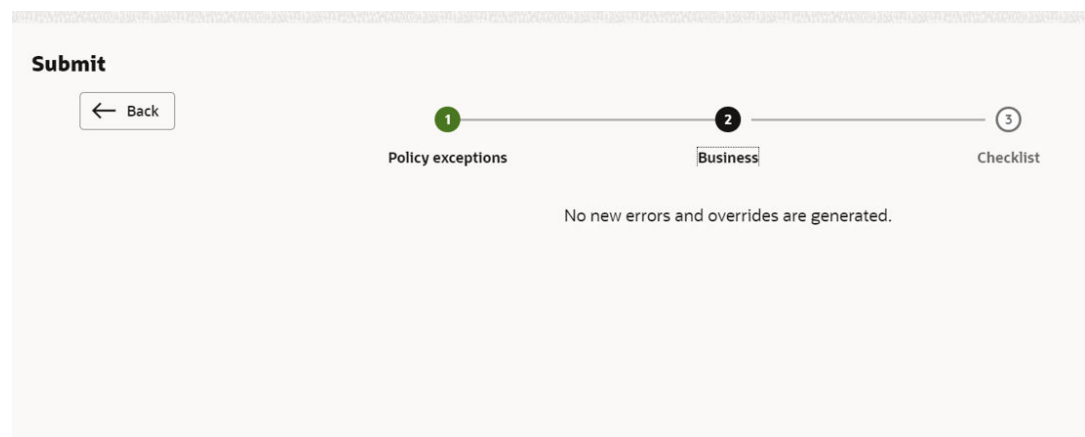 Submit
Back
1 2 3
Policy exceptions Business Checklist
No new errors and overrides are generated.